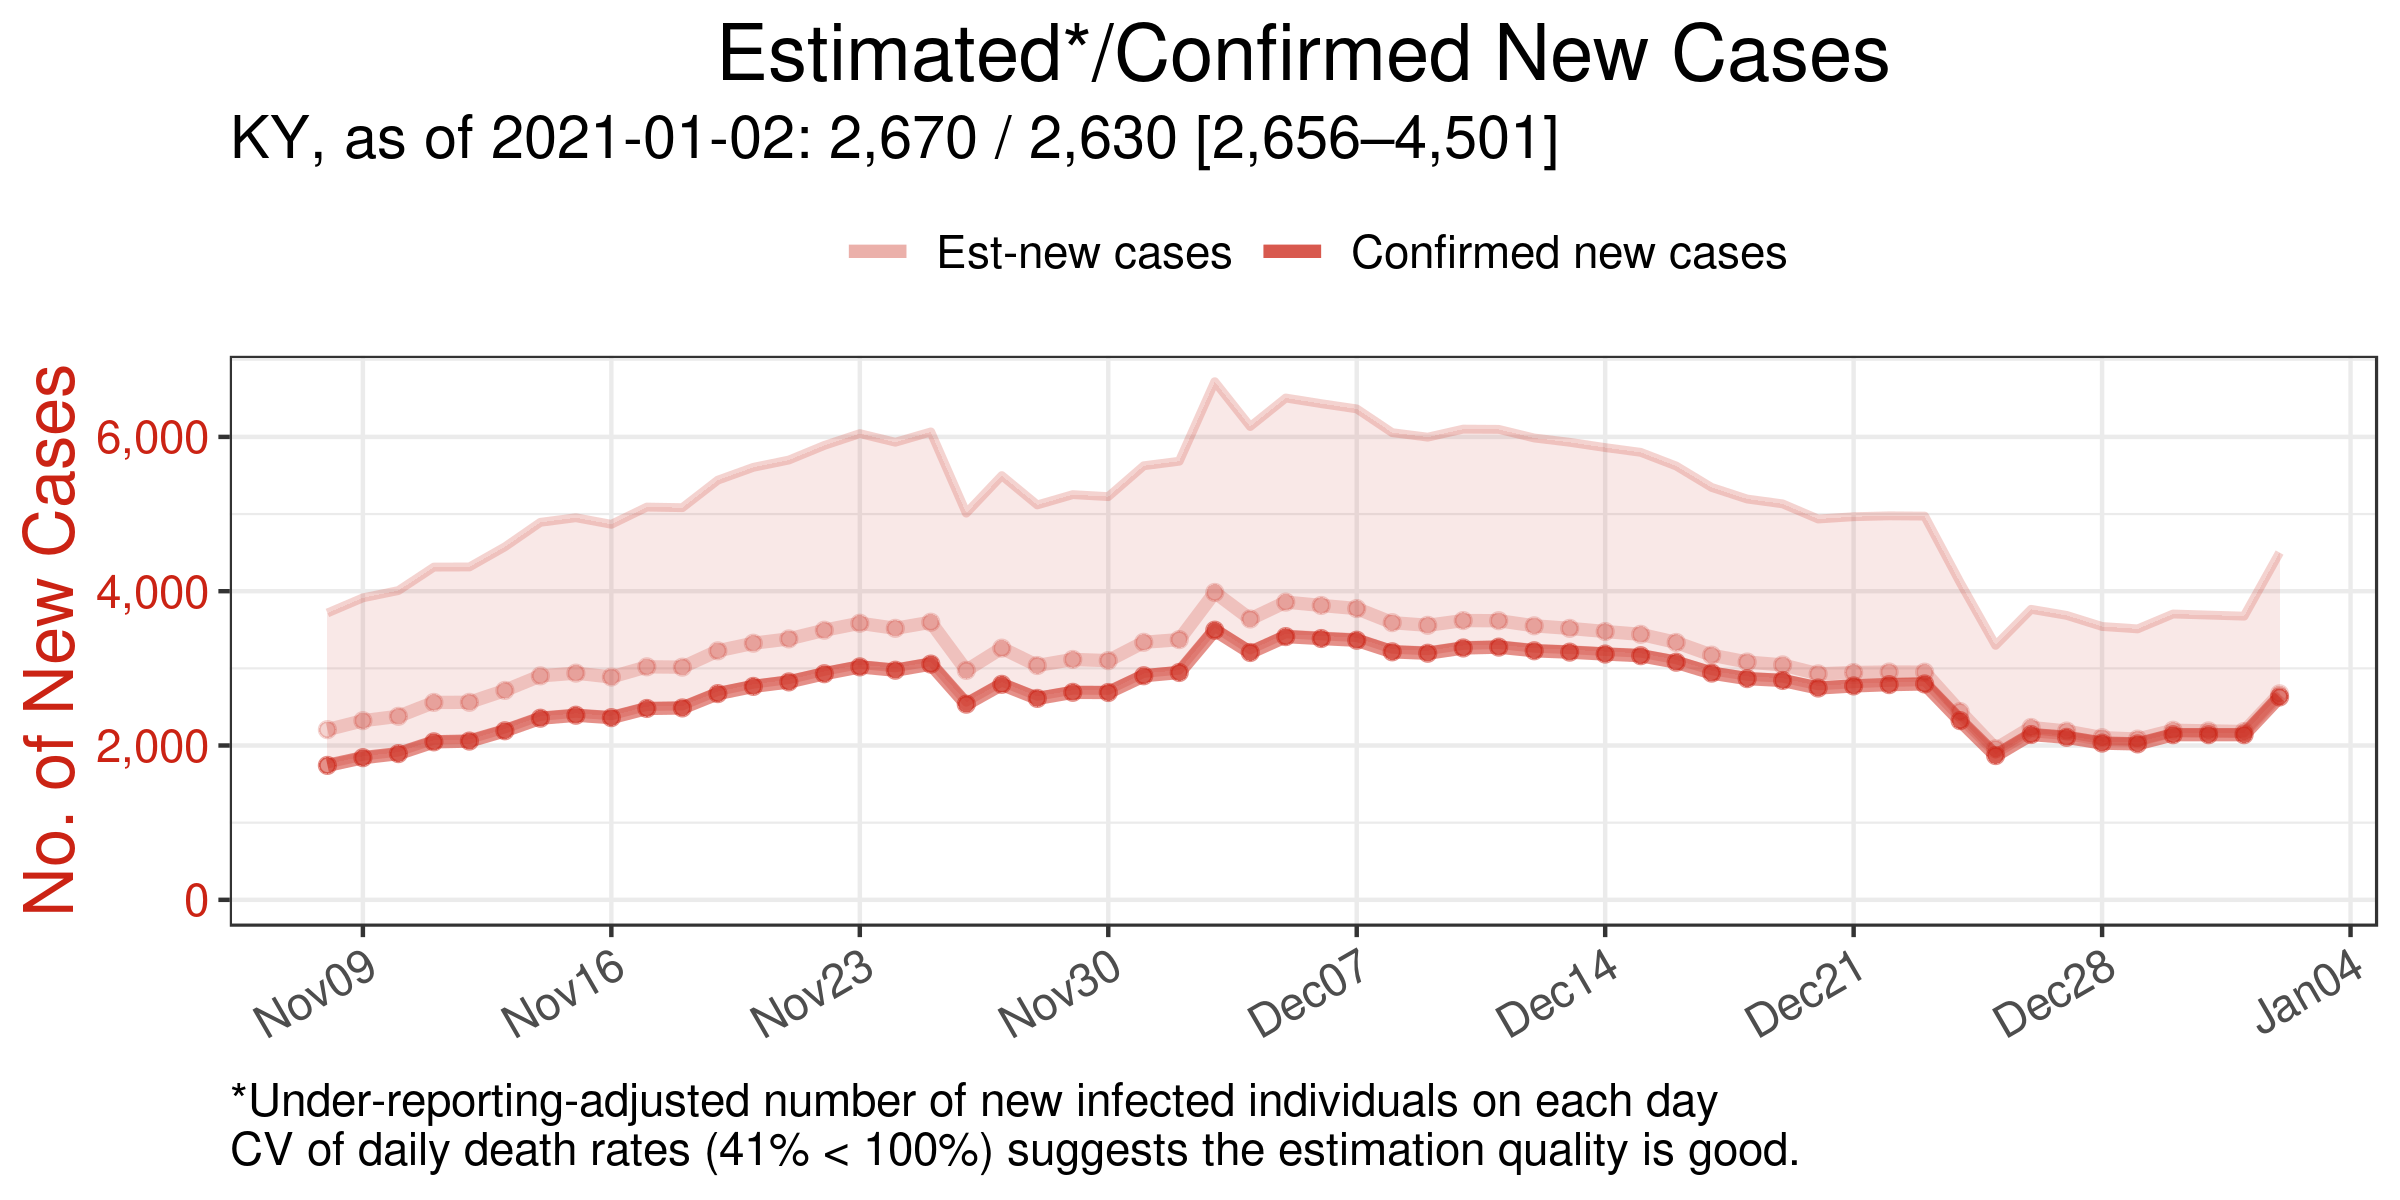 Estimated*/Confirmed New Cases
KY, as of 2021-01-02: 2,670 / 2,630 [2,656–4,501]
Est-new cases
Confirmed new cases
No. of New Cases
6,000
4,000
2,000
0
Nov09
Nov16
Nov23
Nov30
Dec07
Dec14
Dec21
Dec28
Jan04
*Under-reporting-adjusted number of new infected individuals on each day
CV of daily death rates (41% < 100%) suggests the estimation quality is good.